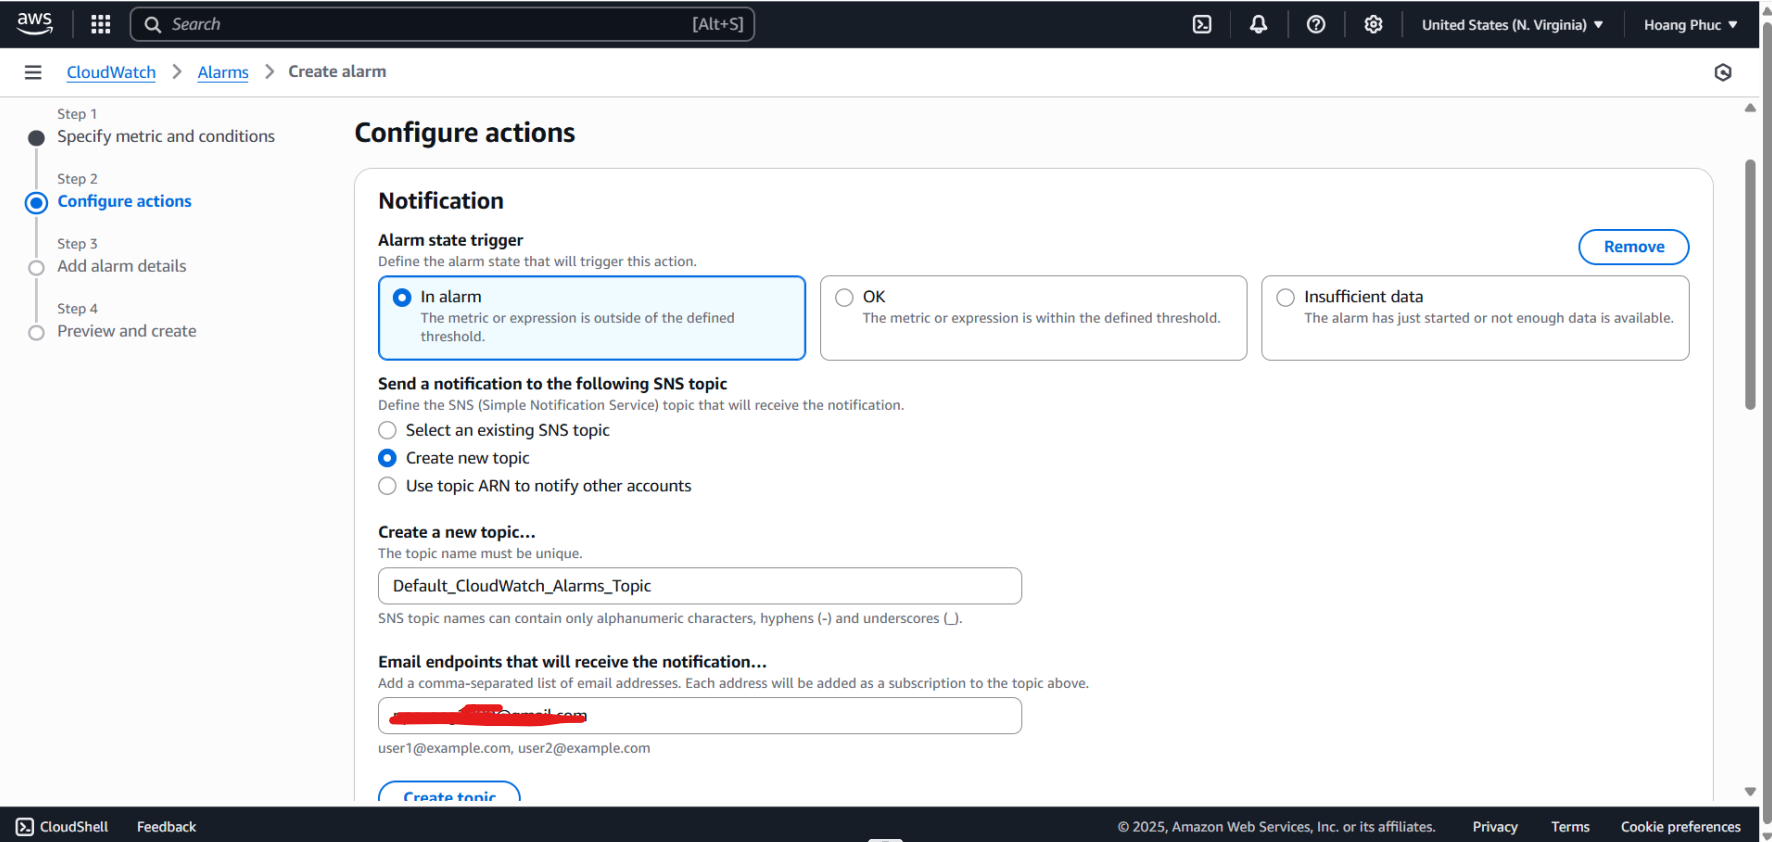 aws
Search [Alt+S]
United States (N. Virginia)
Hoang Phuc
CloudWatch > Alarms > Create alarm
Step 1
Specify metric and conditions
Step 2
Configure actions
Step 3
Add alarm details
Step 4
Preview and create
Configure actions
Notification
Alarm state trigger
Define the alarm state that will trigger this action.
Remove
In alarm
The metric or expression is outside of the defined
threshold.
OK
The metric or expression is within the defined threshold.
Insufficient data
The alarm has just started or not enough data is available.
Send a notification to the following SNS topic
Define the SNS (Simple Notification Service) topic that will receive the notification.
Select an existing SNS topic
Create new topic
Use topic ARN to notify other accounts
Create a new topic...
The topic name must be unique.
Default_CloudWatch_Alarms_Topic
SNS topic names can contain only alphanumeric characters, hyphens (-) and underscores (_).
Email endpoints that will receive the notification...
Add a comma-separated list of email addresses. Each address will be added as a subscription to the topic above.
user1@example.com, user2@example.com
Create topic
CloudShell
Feedback
© 2025, Amazon Web Services, Inc. or its affiliates.
Privacy
Terms
Cookie preferences